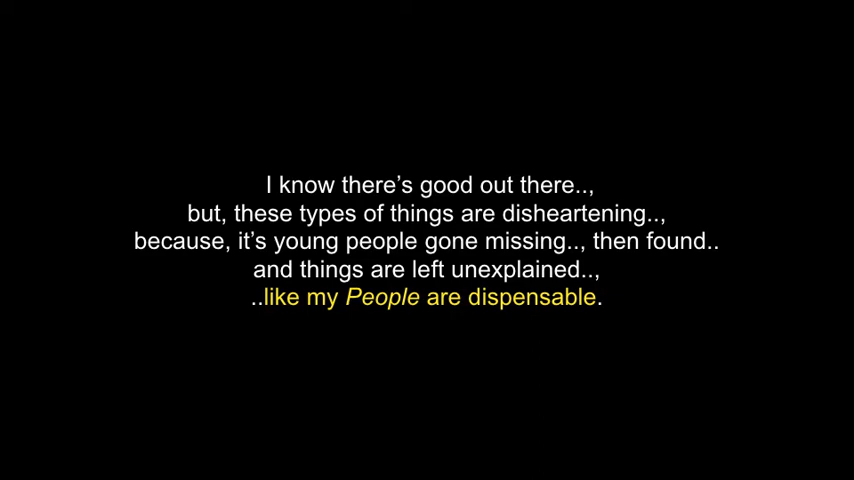 I know there’s good out there..,
but, these types of things are disheartening..,
because, it’s young people gone missing.., then found..
and things are left unexplained..,
..like my People are dispensable.